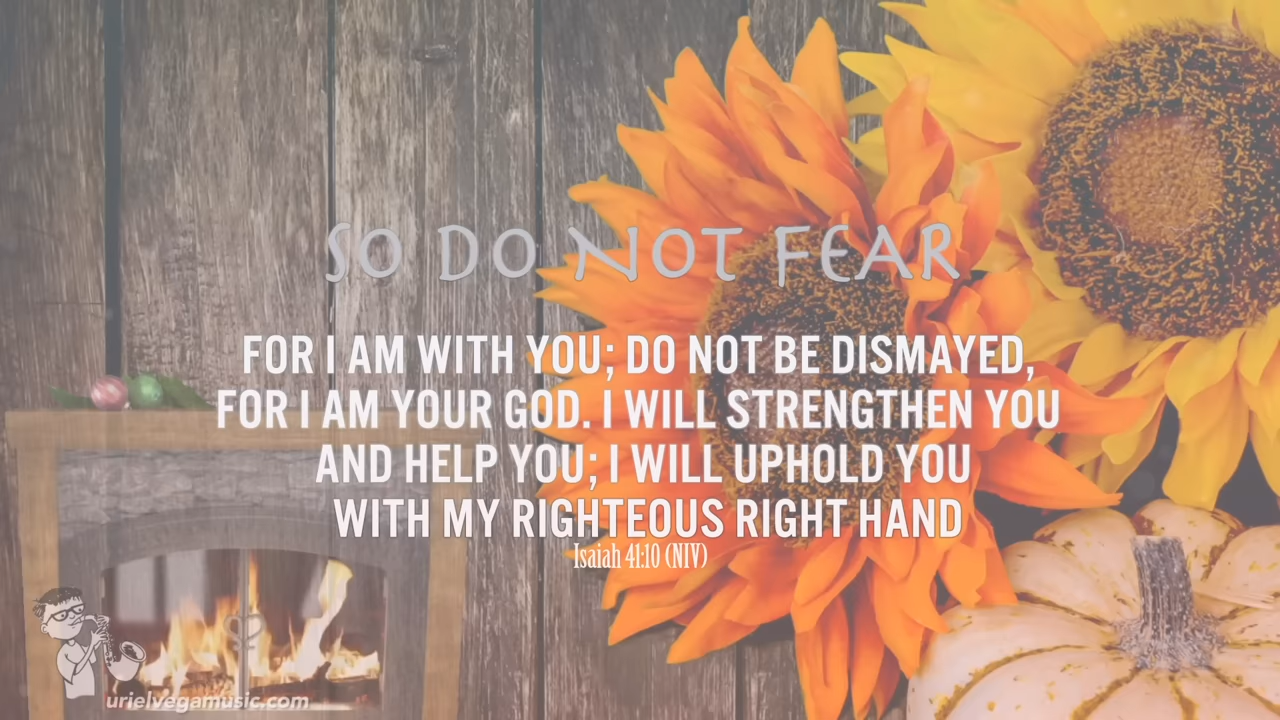 SO DO NOT FEAR
FOR I AM WITH YOU; DO NOT BE DISMAYED,
FOR I AM YOUR GOD. I WILL STRENGTHEN YOU
AND HELP YOU; I WILL UPHOLD YOU
WITH MY RIGHTEOUS RIGHT HAND
Isaiah 41:10 (NIV)
urielvegamusic.com